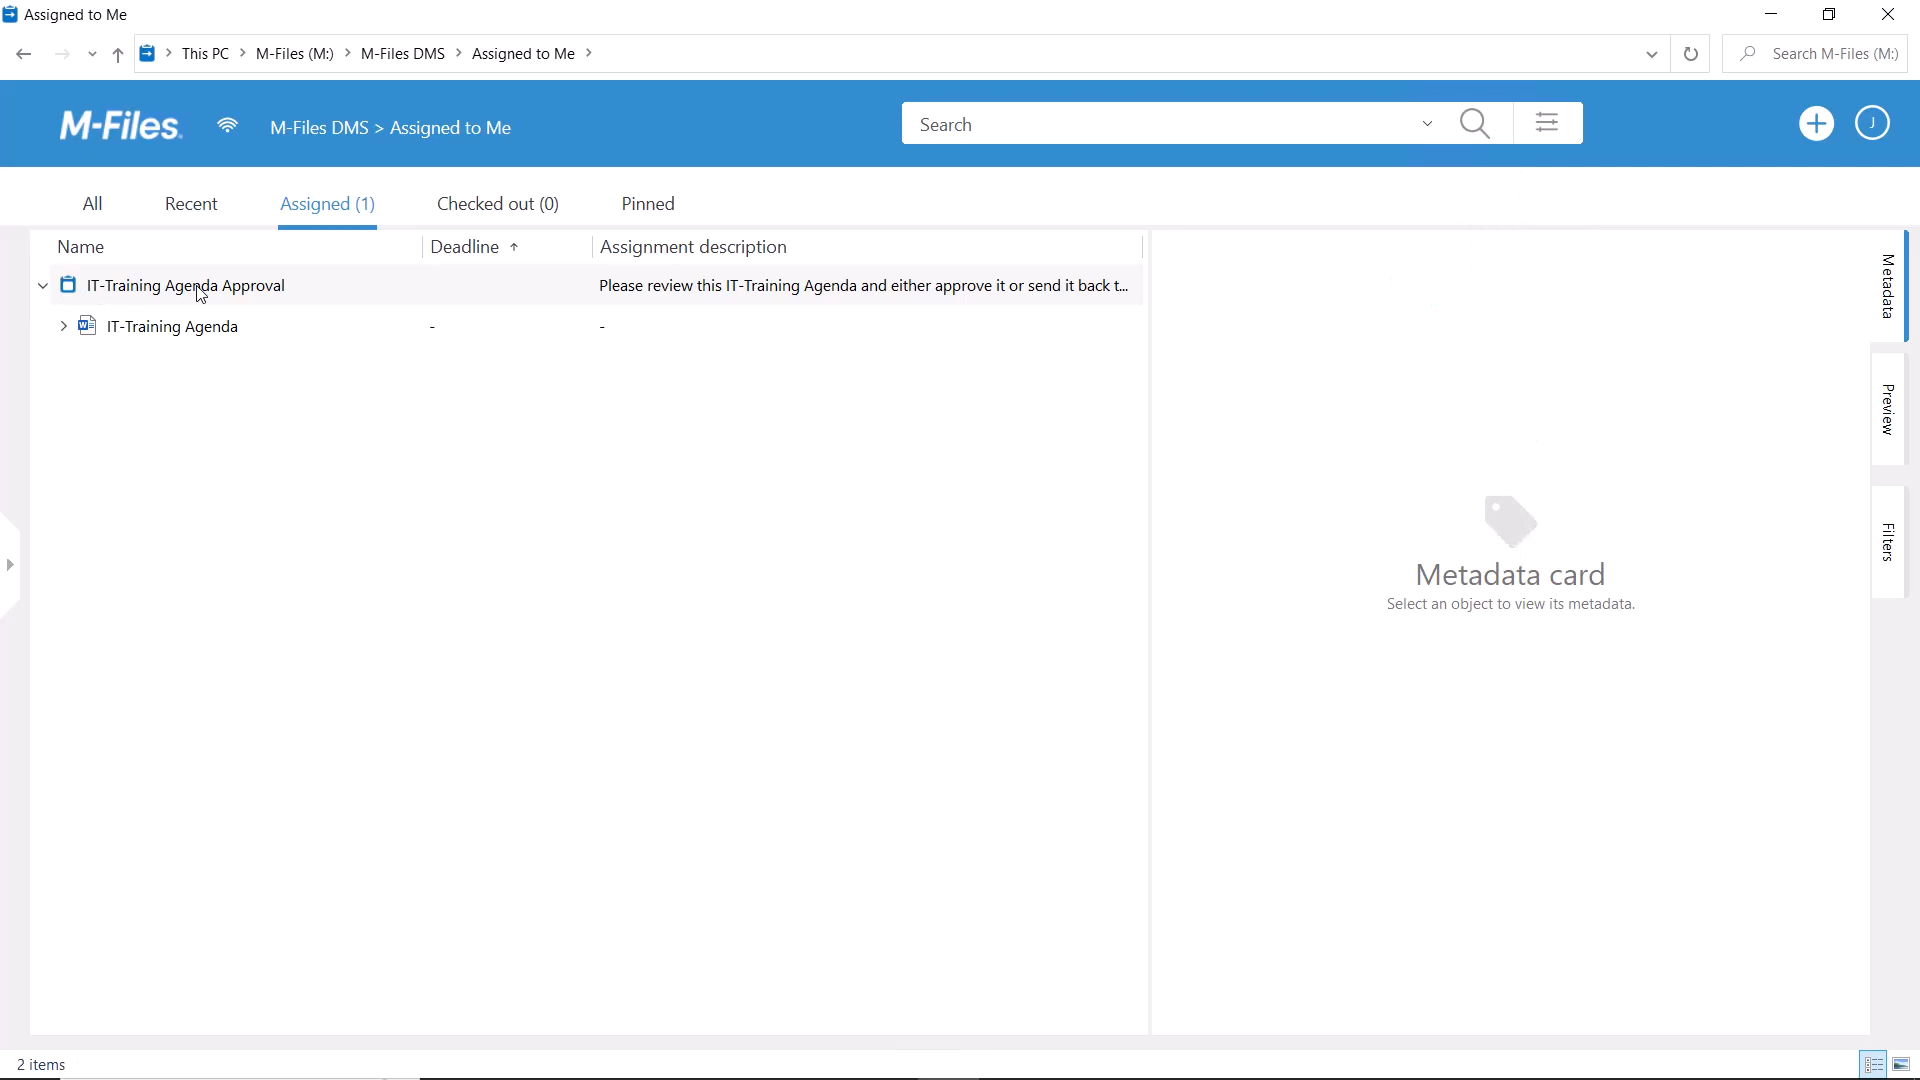 Assigned to Me
This PC > M-Files (M:) > M-Files DMS > Assigned to Me >
Search M-Files (M:)
M-Files.
M-Files DMS > Assigned to Me
Search
J
All
Recent
Assigned (1)
Checked out (0)
Pinned
Name
Deadline
Assignment description
IT-Training Agenda Approval
Please review this IT-Training Agenda and either approve it or send it back t...
IT-Training Agenda
-
-
Metadata
Preview
Filters
Metadata card
Select an object to view its metadata.
2 items